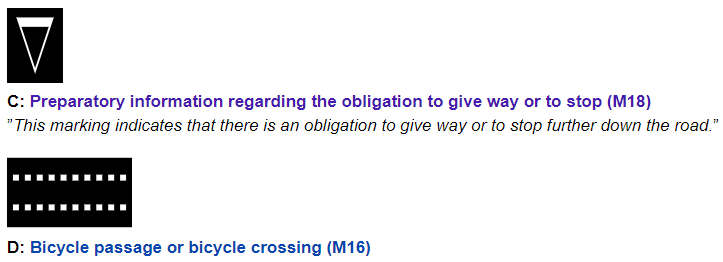 C: Preparatory information regarding the obligation to give way or to stop (M18)
”This marking indicates that there is an obligation to give way or to stop further down the road.”
D: Bicycle passage or bicycle crossing (M16)